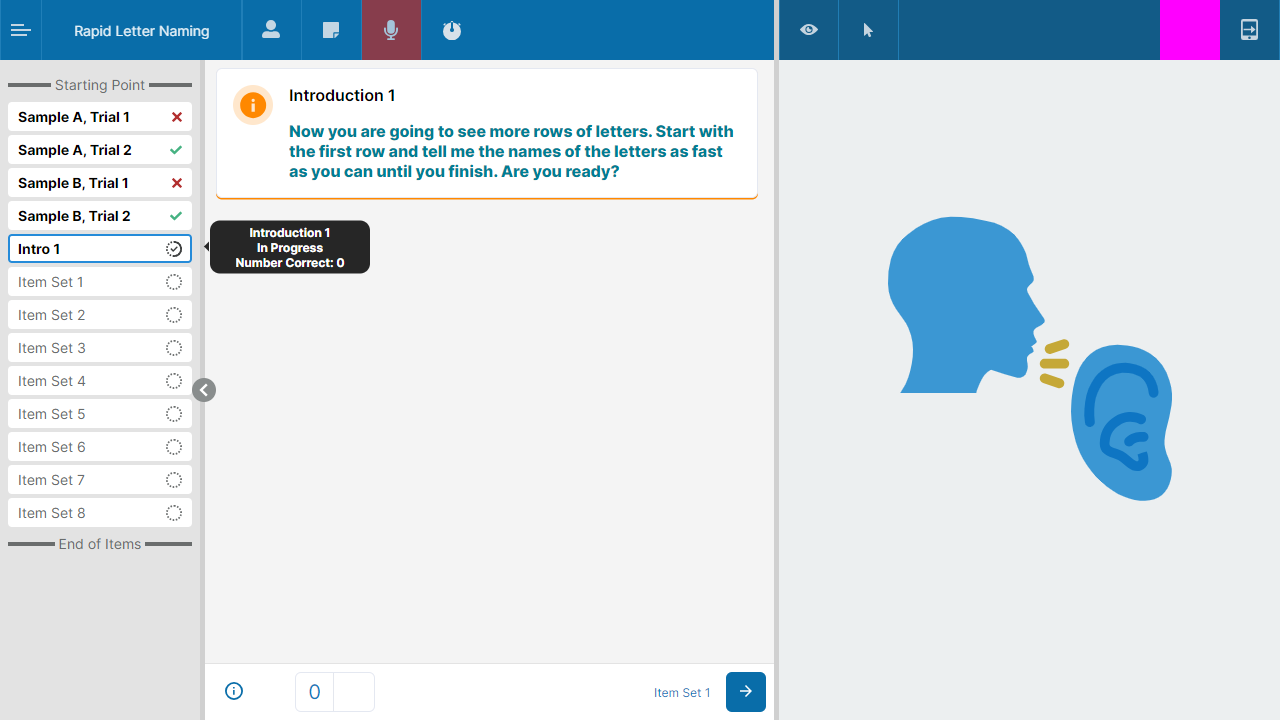 Rapid Letter Naming
Starting Point
Sample A, Trial 1
Sample A, Trial 2
Sample B, Trial 1
Sample B, Trial 2
Intro 1
Item Set 1
Item Set 2
Item Set 3
Item Set 4
Item Set 5
Item Set 6
Item Set 7
Item Set 8
End of Items
Introduction 1
Now you are going to see more rows of letters. Start with
the first row and tell me the names of the letters as fast
as you can until you finish. Are you ready?
Introduction 1
In Progress
Number Correct: 0
0
Item Set 1